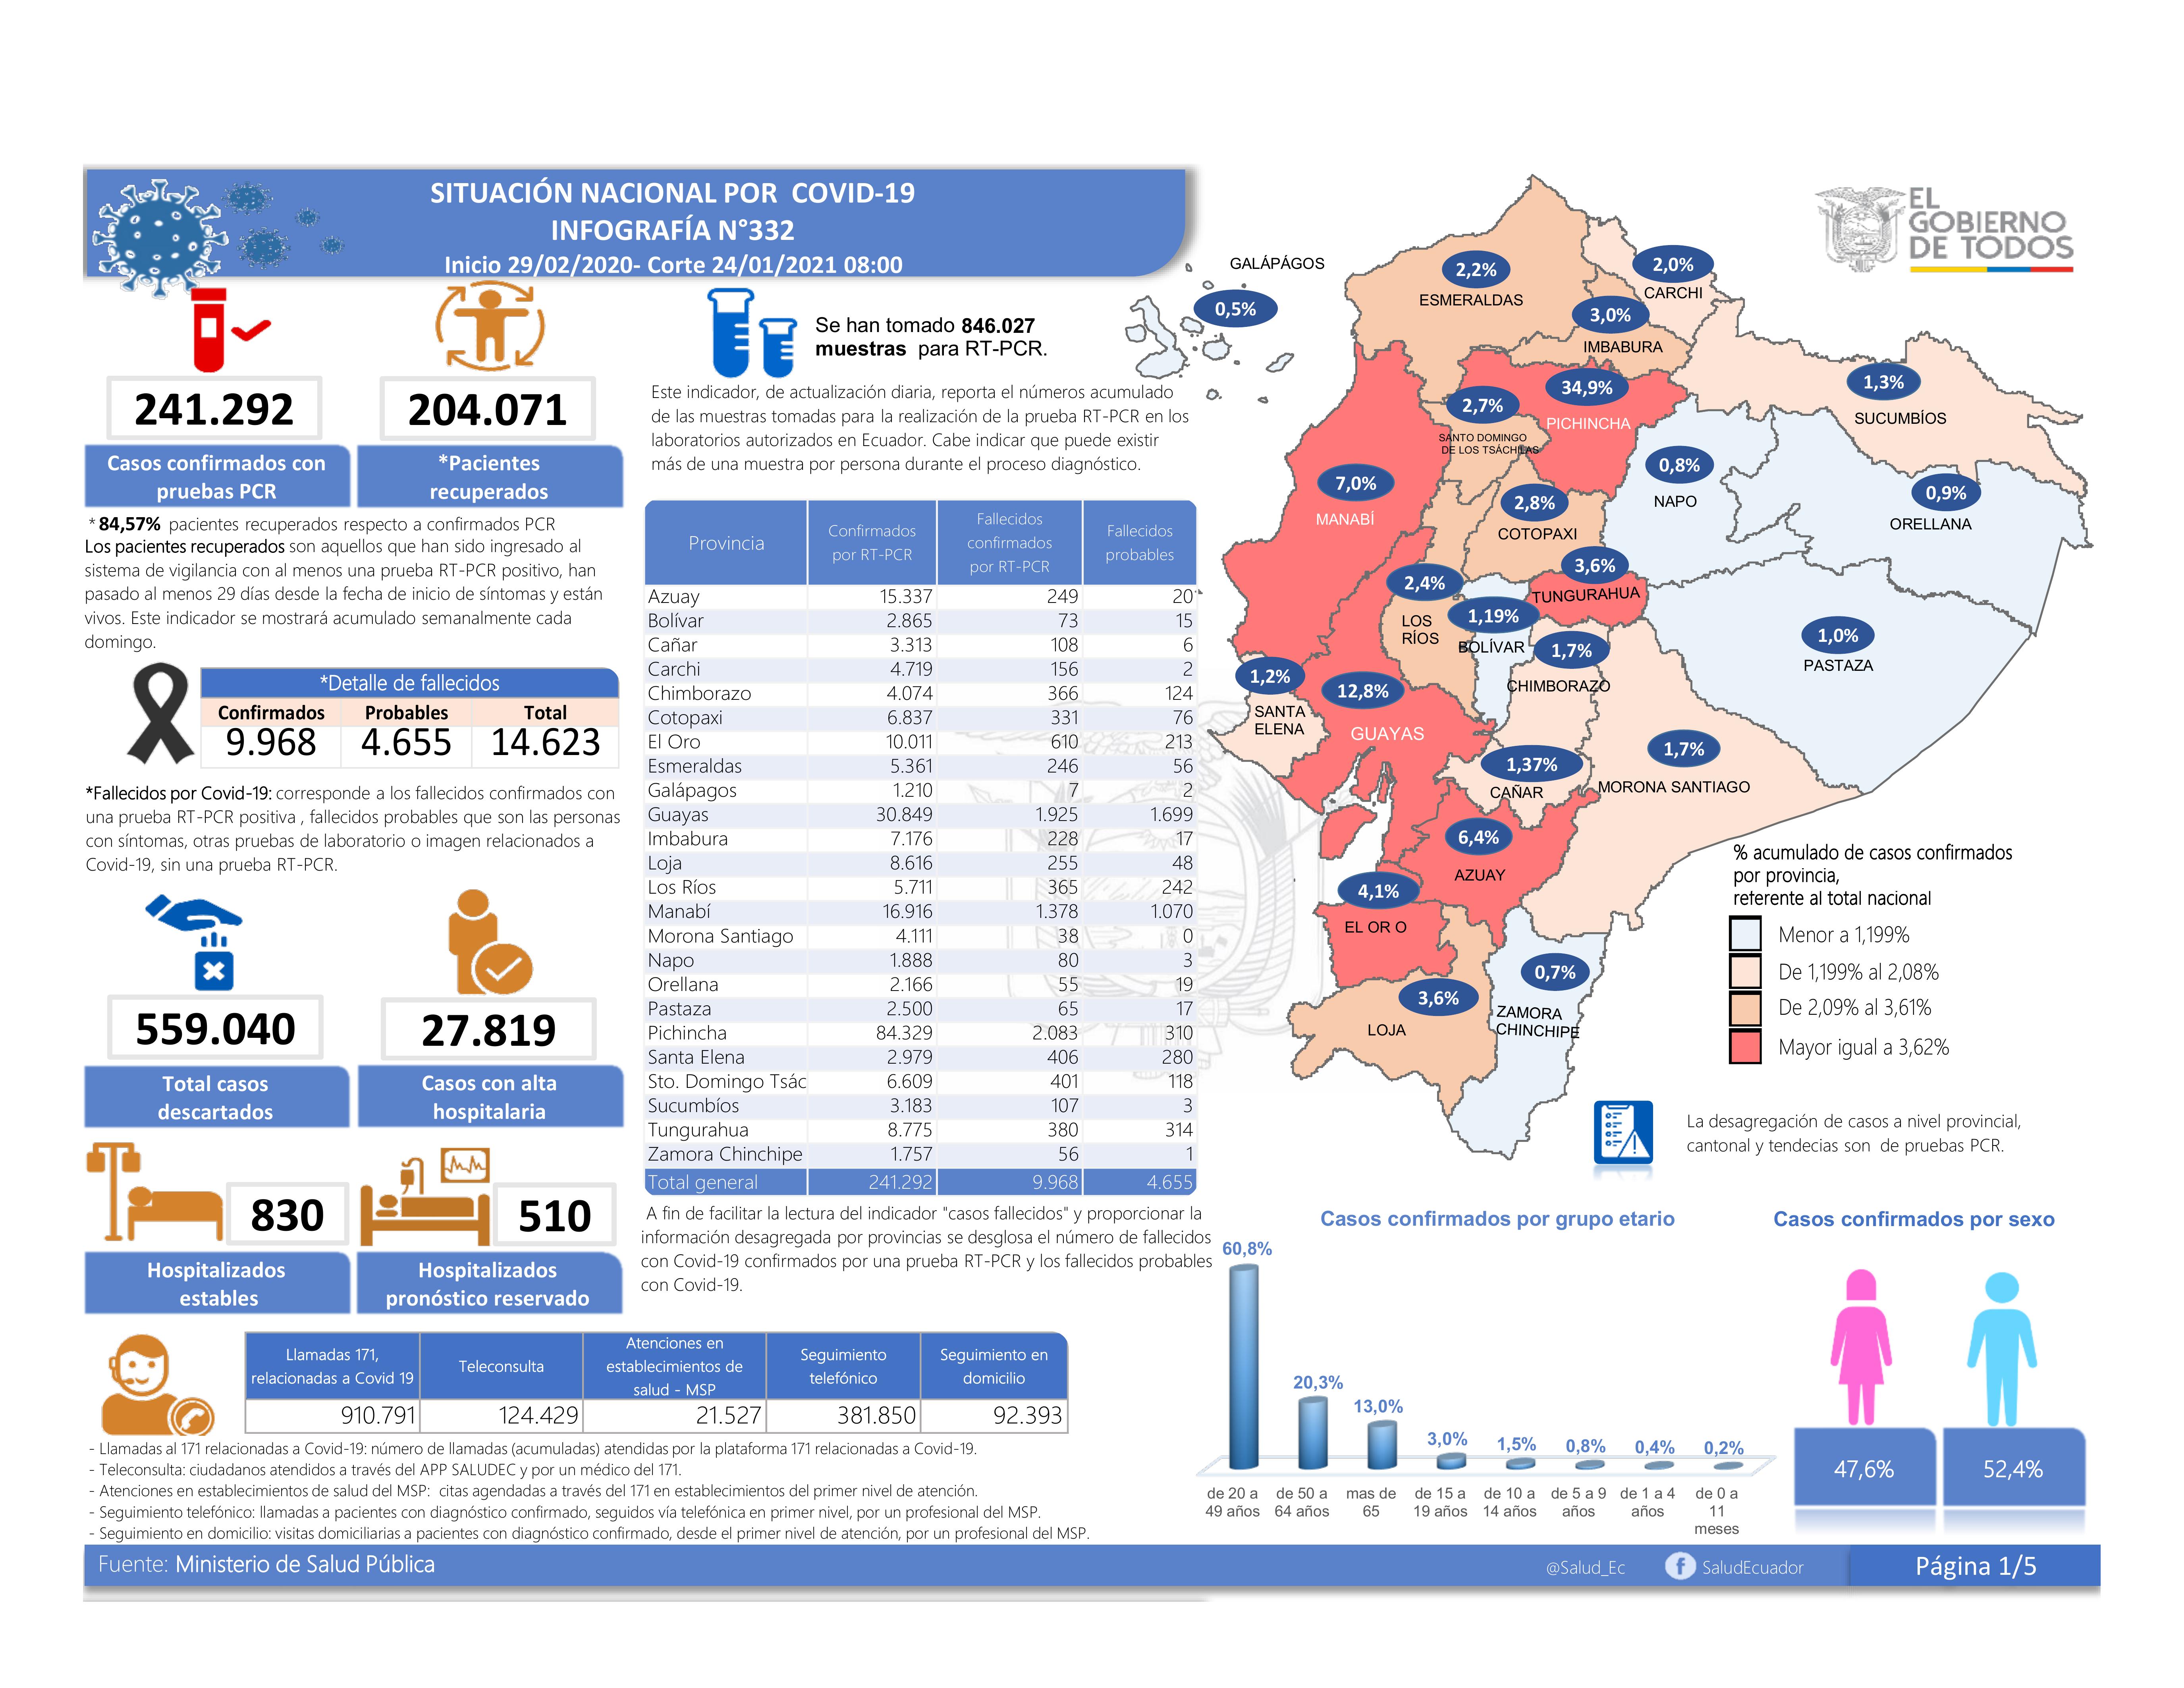 SITUACIÓN NACIONAL POR COVID-19
INFOGRAFÍA N°332
Inicio 29/02/2020- Corte 24/01/2021 08:00
241.292
Casos confirmados con
pruebas PCR
204.071
*Pacientes
recuperados
* 84,57% pacientes recuperados respecto a confirmados PCR
Los pacientes recuperados son aquellos que han sido ingresado al
sistema de vigilancia con al menos una prueba RT-PCR positivo, han
pasado al menos 29 días desde la fecha de inicio de síntomas y están
vivos. Este indicador se mostrará acumulado semanalmente cada
domingo.
*Detalle de fallecidos
Confirmados Probables Total
9.968 4.655 14.623
*Fallecidos por Covid-19: corresponde a los fallecidos confirmados con
una prueba RT-PCR positiva , fallecidos probables que son las personas
con síntomas, otras pruebas de laboratorio o imagen relacionados a
Covid-19, sin una prueba RT-PCR.
559.040
Total casos
descartados
27.819
Casos con alta
hospitalaria
830
Hospitalizados
estables
510
Hospitalizados
pronóstico reservado
Se han tomado 846.027
muestras para RT-PCR.
Este indicador, de actualización diaria, reporta el números acumulado
de las muestras tomadas para la realización de la prueba RT-PCR en los
laboratorios autorizados en Ecuador. Cabe indicar que puede existir
más de una muestra por persona durante el proceso diagnóstico.
Provincia Confirmados por RT-PCR Fallecidos confirmados por RT-PCR Fallecidos probables
Azuay 15.337 249 20
Bolívar 2.865 73 15
Cañar 3.313 108 6
Carchi 4.719 156 2
Chimborazo 4.074 366 124
Cotopaxi 6.837 331 76
El Oro 10.011 610 213
Esmeraldas 5.361 246 56
Galápagos 1.210 7 2
Guayas 30.849 1.925 1.699
Imbabura 7.176 228 17
Loja 8.616 255 48
Los Ríos 5.711 365 242
Manabí 16.916 1.378 1.070
Morona Santiago 4.111 38 0
Napo 1.888 80 3
Orellana 2.166 55 19
Pastaza 2.500 65 17
Pichincha 84.329 2.083 310
Santa Elena 2.979 406 280
Sto. Domingo Tsác 6.609 401 118
Sucumbíos 3.183 107 3
Tungurahua 8.775 380 314
Zamora Chinchipe 1.757 56 1
Total general 241.292 9.968 4.655
A fin de facilitar la lectura del indicador "casos fallecidos" y proporcionar la
información desagregada por provincias se desglosa el número de fallecidos
con Covid-19 confirmados por una prueba RT-PCR y los fallecidos probables
con Covid-19.
Llamadas 171, relacionadas a Covid 19 Teleconsulta Atenciones en establecimientos de salud - MSP Seguimiento telefónico Seguimiento en domicilio
910.791 124.429 21.527 381.850 92.393
- Llamadas al 171 relacionadas a Covid-19: número de llamadas (acumuladas) atendidas por la plataforma 171 relacionadas a Covid-19.
- Teleconsulta: ciudadanos atendidos a través del APP SALUDEC y por un médico del 171.
- Atenciones en establecimientos de salud del MSP: citas agendadas a través del 171 en establecimientos del primer nivel de atención.
- Seguimiento telefónico: llamadas a pacientes con diagnóstico confirmado, seguidos vía telefónica en primer nivel, por un profesional del MSP.
- Seguimiento en domicilio: visitas domiciliarias a pacientes con diagnóstico confirmado, desde el primer nivel de atención, por un profesional del MSP.
EL
GOBIERNO
DE TODOS
GALÁPÁGOS
0,5%
2,2%
ESMERALDAS
2,0%
CARCHI
3,0%
IMBABURA
34,9%
PICHINCHA
2,7%
SANTO DOMINGO
DE LOS TSÁCHILAS
1,3%
SUCUMBÍOS
0,8%
NAPO
0,9%
ORELLANA
7,0%
MANABÍ
2,8%
COTOPAXI
3,6%
TUNGURAHUA
2,4%
LOS
RÍOS
1,19%
BOLÍVAR
1,7%
CHIMBORAZO
1,0%
PASTAZA
1,2%
SANTA
ELENA
12,8%
GUAYAS
1,37%
CAÑAR
1,7%
MORONA SANTIAGO
6,4%
AZUAY
4,1%
EL OR O
3,6%
LOJA
0,7%
ZAMORA
CHINCHIPE
% acumulado de casos confirmados
por provincia,
referente al total nacional
Menor a 1,199%
De 1,199% al 2,08%
De 2,09% al 3,61%
Mayor igual a 3,62%
La desagregación de casos a nivel provincial,
cantonal y tendecias son de pruebas PCR.
Casos confirmados por grupo etario
60,8% 20,3% 13,0% 3,0% 1,5% 0,8% 0,4% 0,2%
de 20 a 49 años de 50 a 64 años mas de 65 de 15 a 19 años de 10 a 14 años de 5 a 9 años de 1 a 4 años de 0 a 11 meses
Casos confirmados por sexo
47,6% 52,4%
Fuente: Ministerio de Salud Pública
@Salud_Ec
f SaludEcuador
Página 1/5